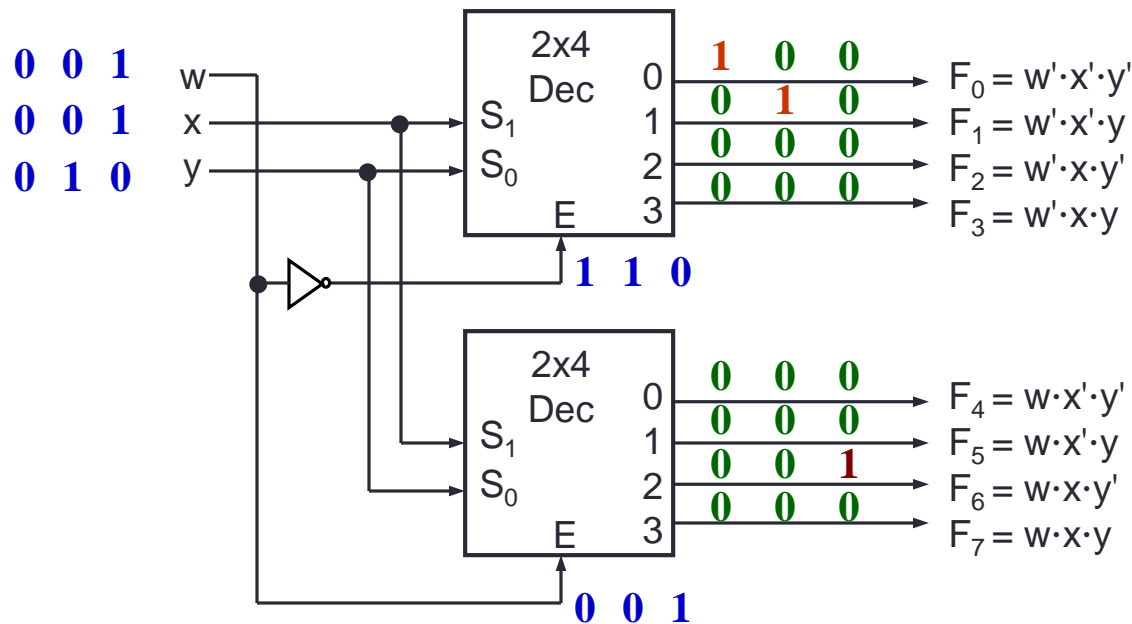 0 0 1 w
0 0 1 x
0 1 0 y
2x4
Dec
S₁
S₀
E
0 1 0 0 F₀ = w'·x'·y'
1 0 1 0 F₁ = w'·x'·y
2 0 0 0 F₂ = w'·x·y'
3 0 0 0 F₃ = w'·x·y
1 1 0
2x4
Dec
S₁
S₀
E
0 0 0 0 F₄ = w·x'·y'
1 0 0 0 F₅ = w·x'·y
2 0 0 1 F₆ = w·x·y'
3 0 0 0 F₇ = w·x·y
0 0 1